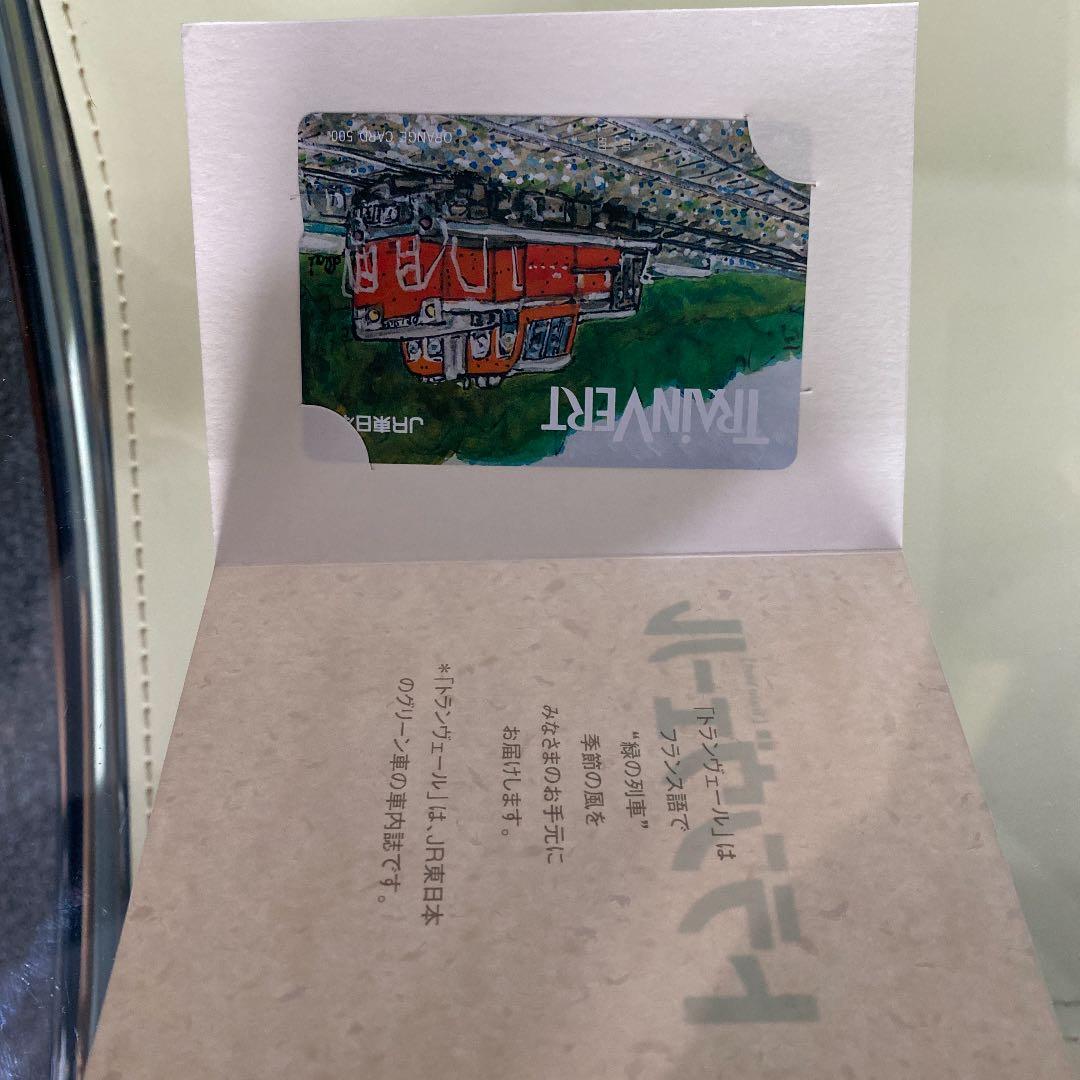 TRAiNVERT
JR東日本
ORANGE CARD 500
「トランヴェール」は
フランス語で
“緑の列車”
季節の風を
みなさまのお手元に
お届けします。
*「トランヴェール」は、JR東日本
のグリーン車の車内誌です。
トランヴェール